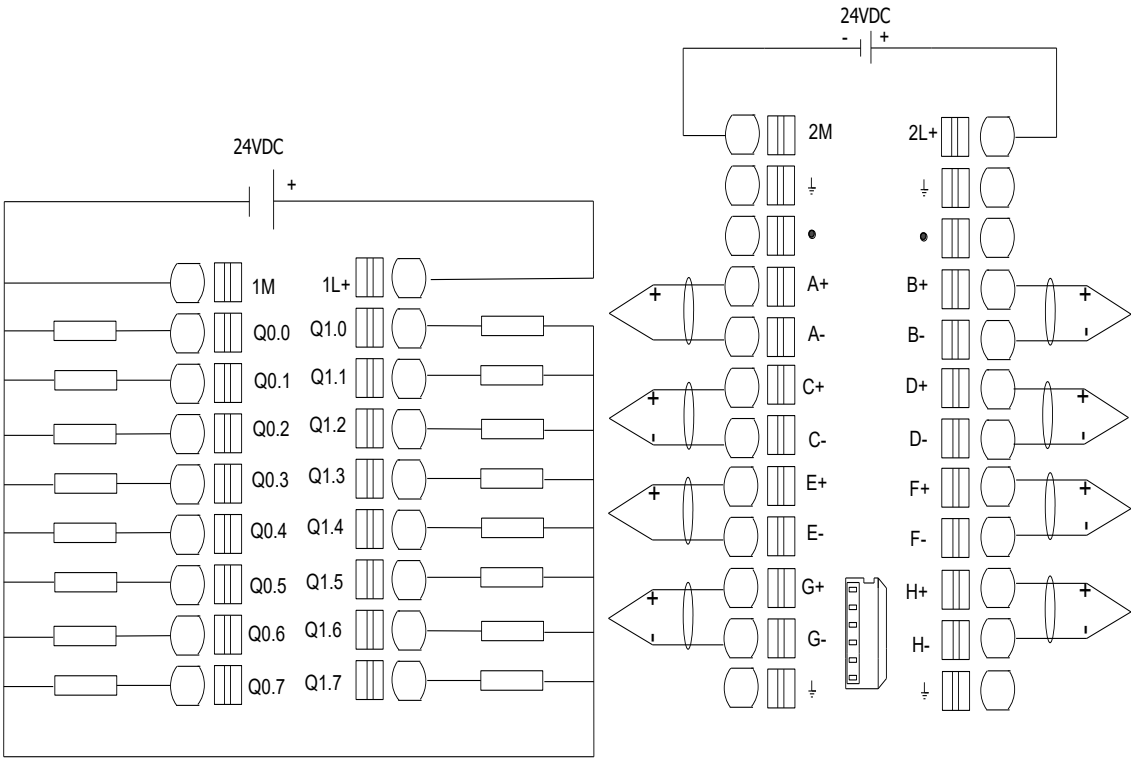 24VDC
+
1M 1L+
Q0.0 Q1.0
Q0.1 Q1.1
Q0.2 Q1.2
Q0.3 Q1.3
Q0.4 Q1.4
Q0.5 Q1.5
Q0.6 Q1.6
Q0.7 Q1.7
24VDC
- +
2M 2L+
+ A+ B+ +
- A- B- -
+ C+ D+ +
- C- D- -
+ E+ F+ +
- E- F- -
+ G+ H+ +
- G- H- -